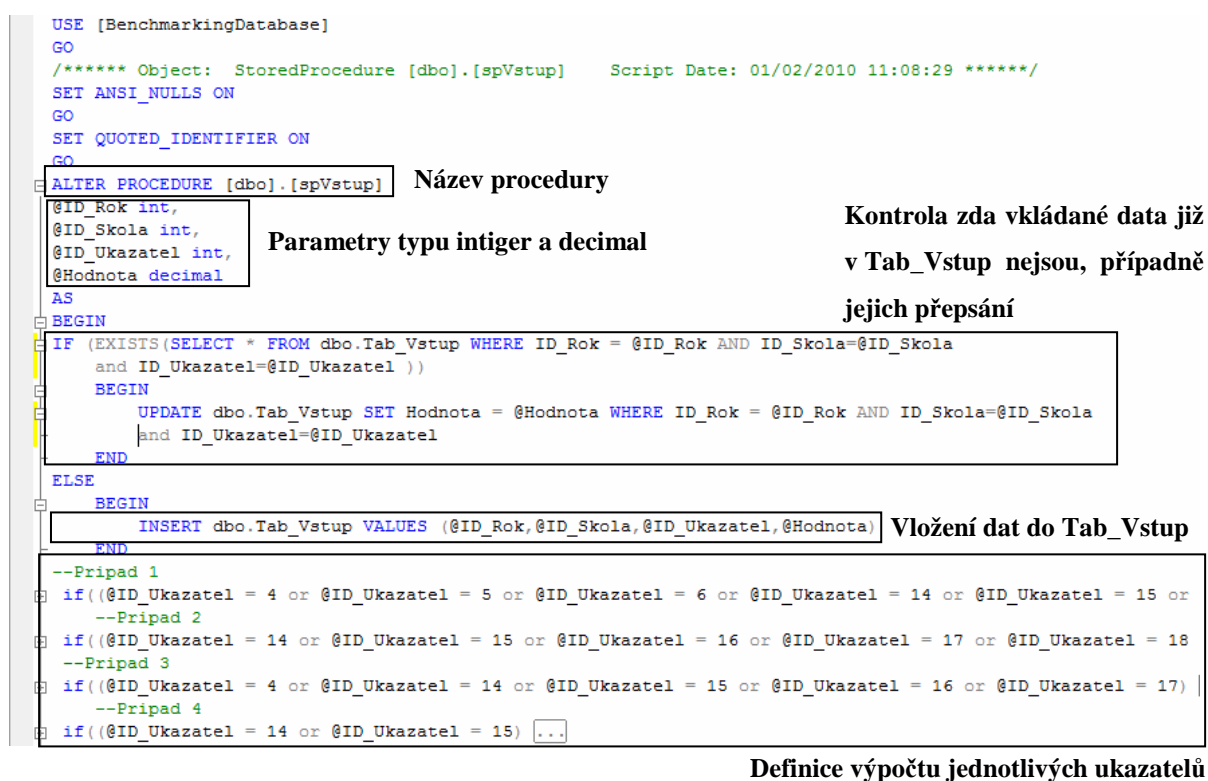 USE [BenchmarkingDatabase]
GO
/****** Object:  StoredProcedure [dbo].[spVstup]    Script Date: 01/02/2010 11:08:29 ******/
SET ANSI_NULLS ON
GO
SET QUOTED_IDENTIFIER ON
GO
ALTER PROCEDURE [dbo].[spVstup]
Název procedury
@ID_Rok int,
@ID_Skola int,
@ID_Ukazatel int,
@Hodnota decimal
Parametry typu intiger a decimal
Kontrola zda vkládané data již
v Tab_Vstup nejsou, případně
jejich přepsání
AS
BEGIN
IF (EXISTS(SELECT * FROM dbo.Tab_Vstup WHERE ID_Rok = @ID_Rok AND ID_Skola=@ID_Skola
and ID_Ukazatel=@ID_Ukazatel ))
BEGIN
UPDATE dbo.Tab_Vstup SET Hodnota = @Hodnota WHERE ID_Rok = @ID_Rok AND ID_Skola=@ID_Skola
and ID_Ukazatel=@ID_Ukazatel
END
ELSE
BEGIN
INSERT dbo.Tab_Vstup VALUES (@ID_Rok,@ID_Skola,@ID_Ukazatel,@Hodnota)
Vložení dat do Tab_Vstup
END
--Pripad 1
if((@ID_Ukazatel = 4 or @ID_Ukazatel = 5 or @ID_Ukazatel = 6 or @ID_Ukazatel = 14 or @ID_Ukazatel = 15 or
--Pripad 2
if((@ID_Ukazatel = 14 or @ID_Ukazatel = 15 or @ID_Ukazatel = 16 or @ID_Ukazatel = 17 or @ID_Ukazatel = 18
--Pripad 3
if((@ID_Ukazatel = 4 or @ID_Ukazatel = 14 or @ID_Ukazatel = 15 or @ID_Ukazatel = 16 or @ID_Ukazatel = 17)
--Pripad 4
if((@ID_Ukazatel = 14 or @ID_Ukazatel = 15) ...
Definice výpočtu jednotlivých ukazatelů